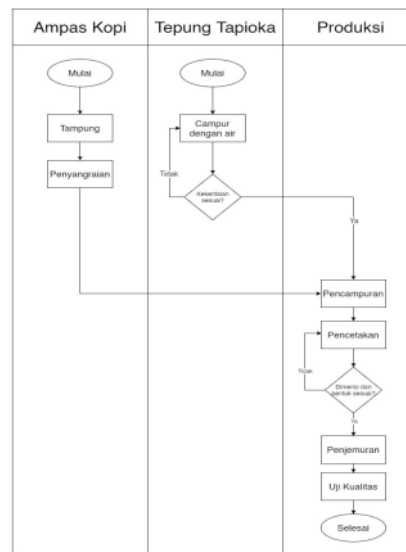 Ampas Kopi
Tepung Tapioka
Produksi
Mulai
Mulai
Tampung
Campur
dengan air
Penyangraian
Tidak
Kekentalan
sesuai?
Ya
Pencampuran
Pencetakan
Tidak
Dimensi dan
bentuk sesuai?
Ya
Penjemuran
Uji Kualitas
Selesai